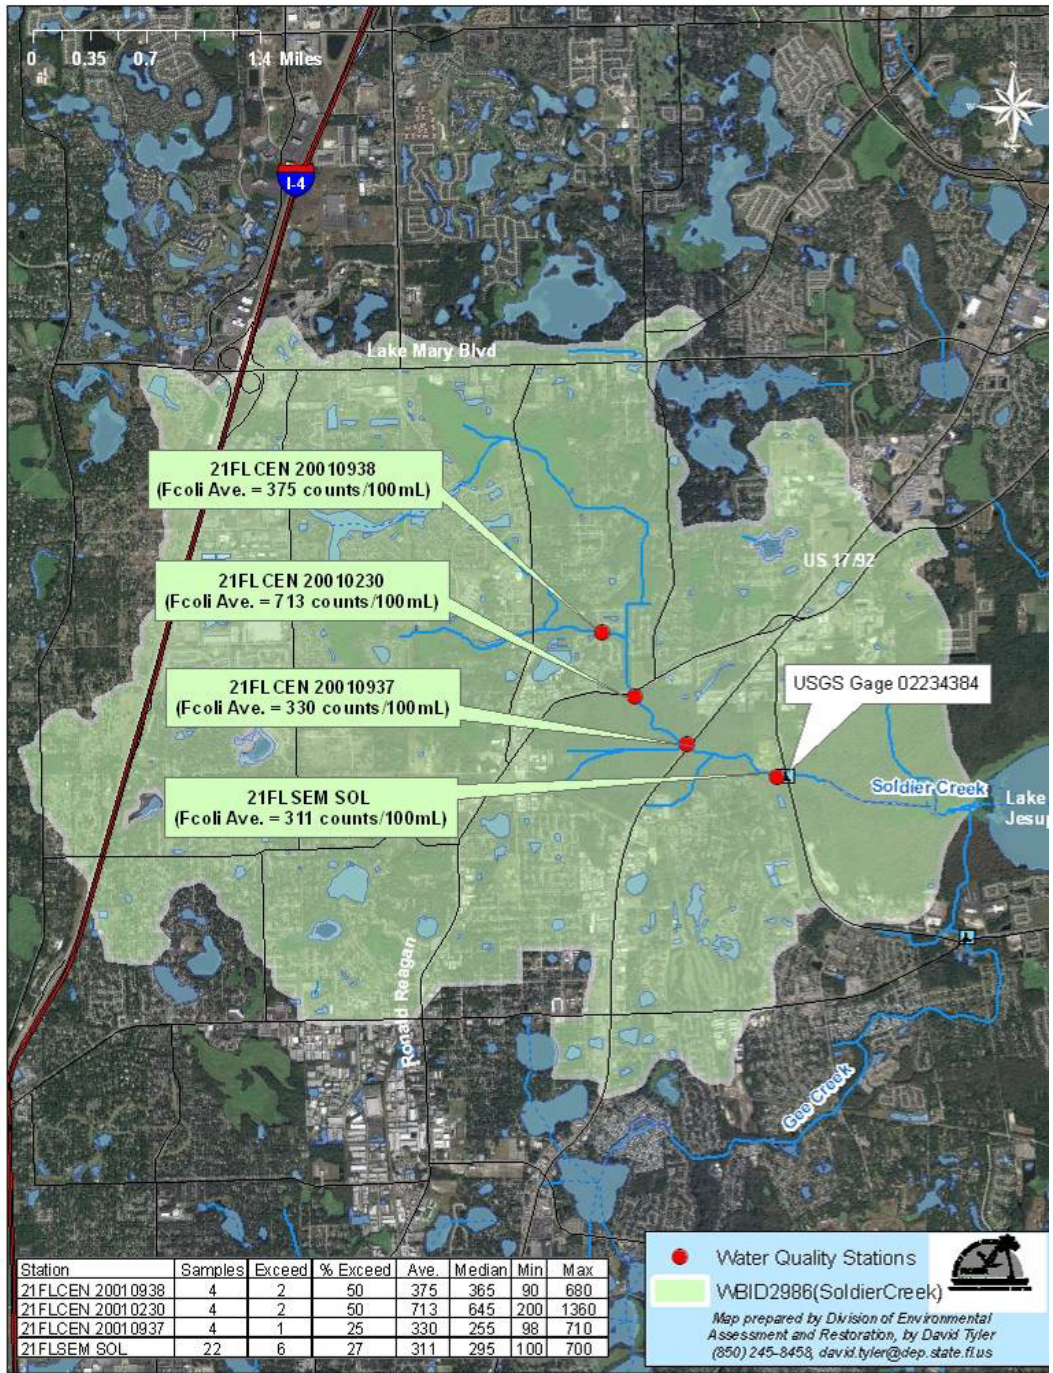 0 0.35 0.7 1.4 Miles
I-4
Lake Mary Blvd
21FLCEN 20010938
(Fcoli Ave. = 375 counts/100mL)
US 17/92
21FLCEN 20010230
(Fcoli Ave. = 713 counts/100mL)
21FLCEN 20010937
(Fcoli Ave. = 330 counts/100mL)
USGS Gage 02234384
21FLSEM SOL
(Fcoli Ave. = 311 counts/100mL)
Soldier Creek
Lake
Jesup
Ronald Reagan
Gee Creek
Station Samples Exceed % Exceed Ave. Median Min Max
21FLCEN 20010938 4 2 50 375 365 90 680
21FLCEN 20010230 4 2 50 713 645 200 1360
21FLCEN 20010937 4 1 25 330 255 98 710
21FLSEM SOL 22 6 27 311 295 100 700
Water Quality Stations
WBID2986(SoldierCreek)
Map prepared by Division of Environmental
Assessment and Restoration, by David Tyler
(850) 245-8458, david.tyler@dep.state.fl.us